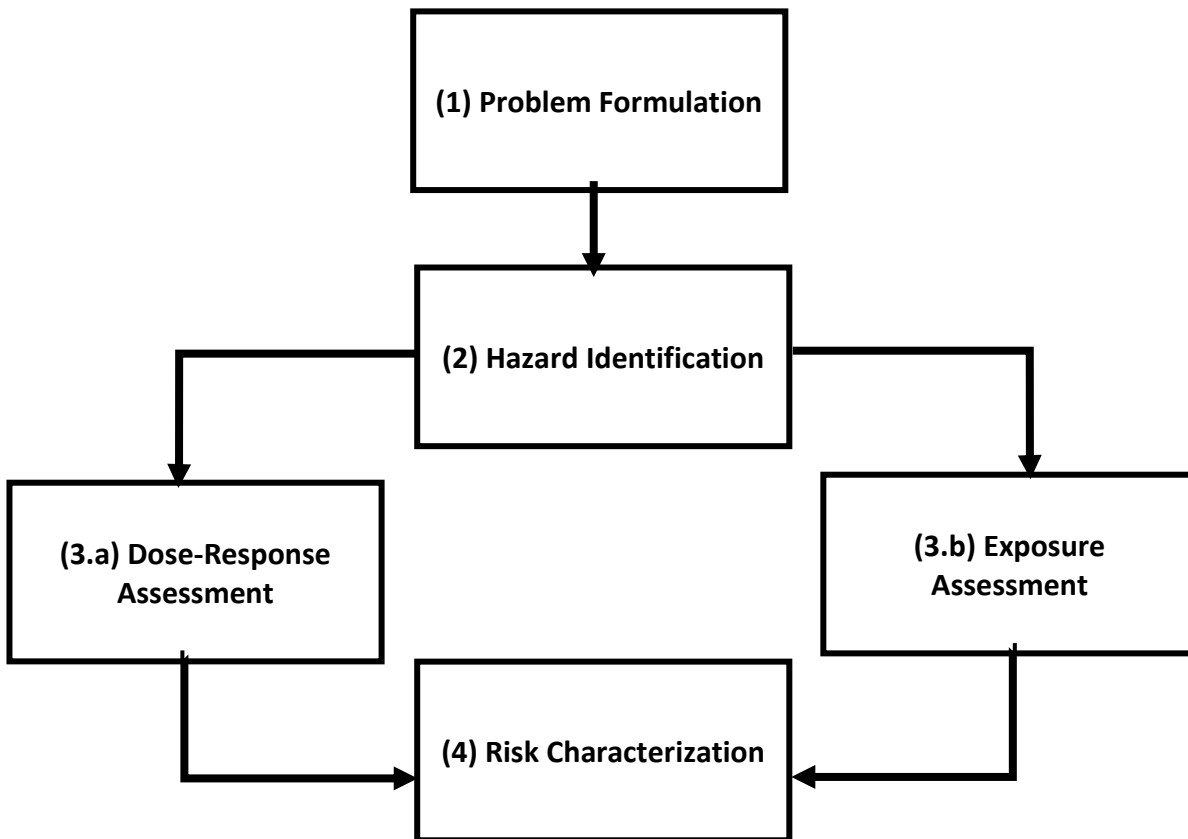 (1) Problem Formulation
(2) Hazard Identification
(3.a) Dose-Response
Assessment
(3.b) Exposure
Assessment
(4) Risk Characterization